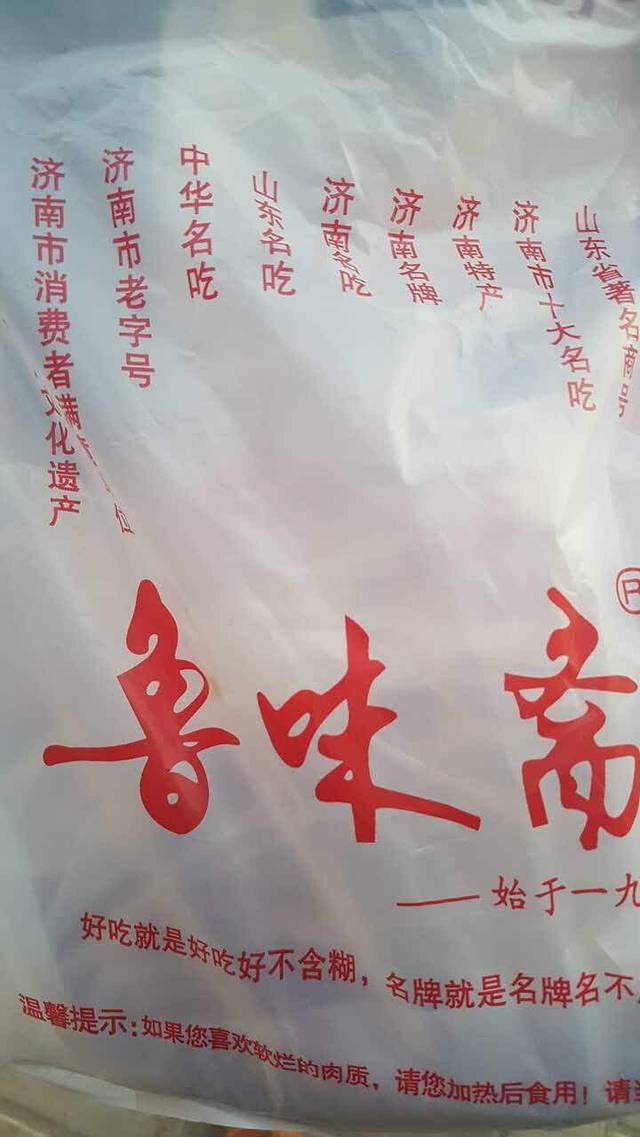 济南市消费者满
化遗产
济南市老字号
中华名吃
山东名吃
济南名吃
济南名牌
济南特产
济南市十大名吃
山东省著名商号
鲁味斋
——始于一九
好吃就是好吃好不含糊，名牌就是名牌名不
温馨提示：如果您喜欢软烂的肉质，请您加热后食用！请